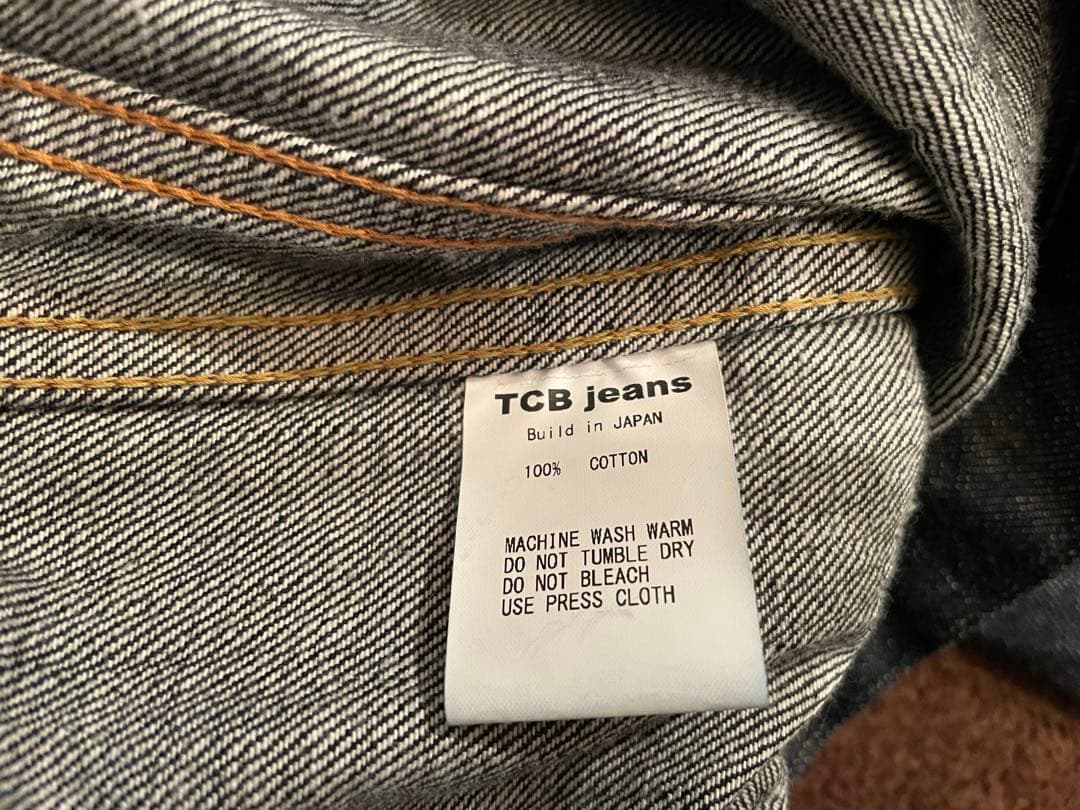 TCB jeans
Build in JAPAN
100% COTTON
MACHINE WASH WARM
DO NOT TUMBLE DRY
DO NOT BLEACH
USE PRESS CLOTH